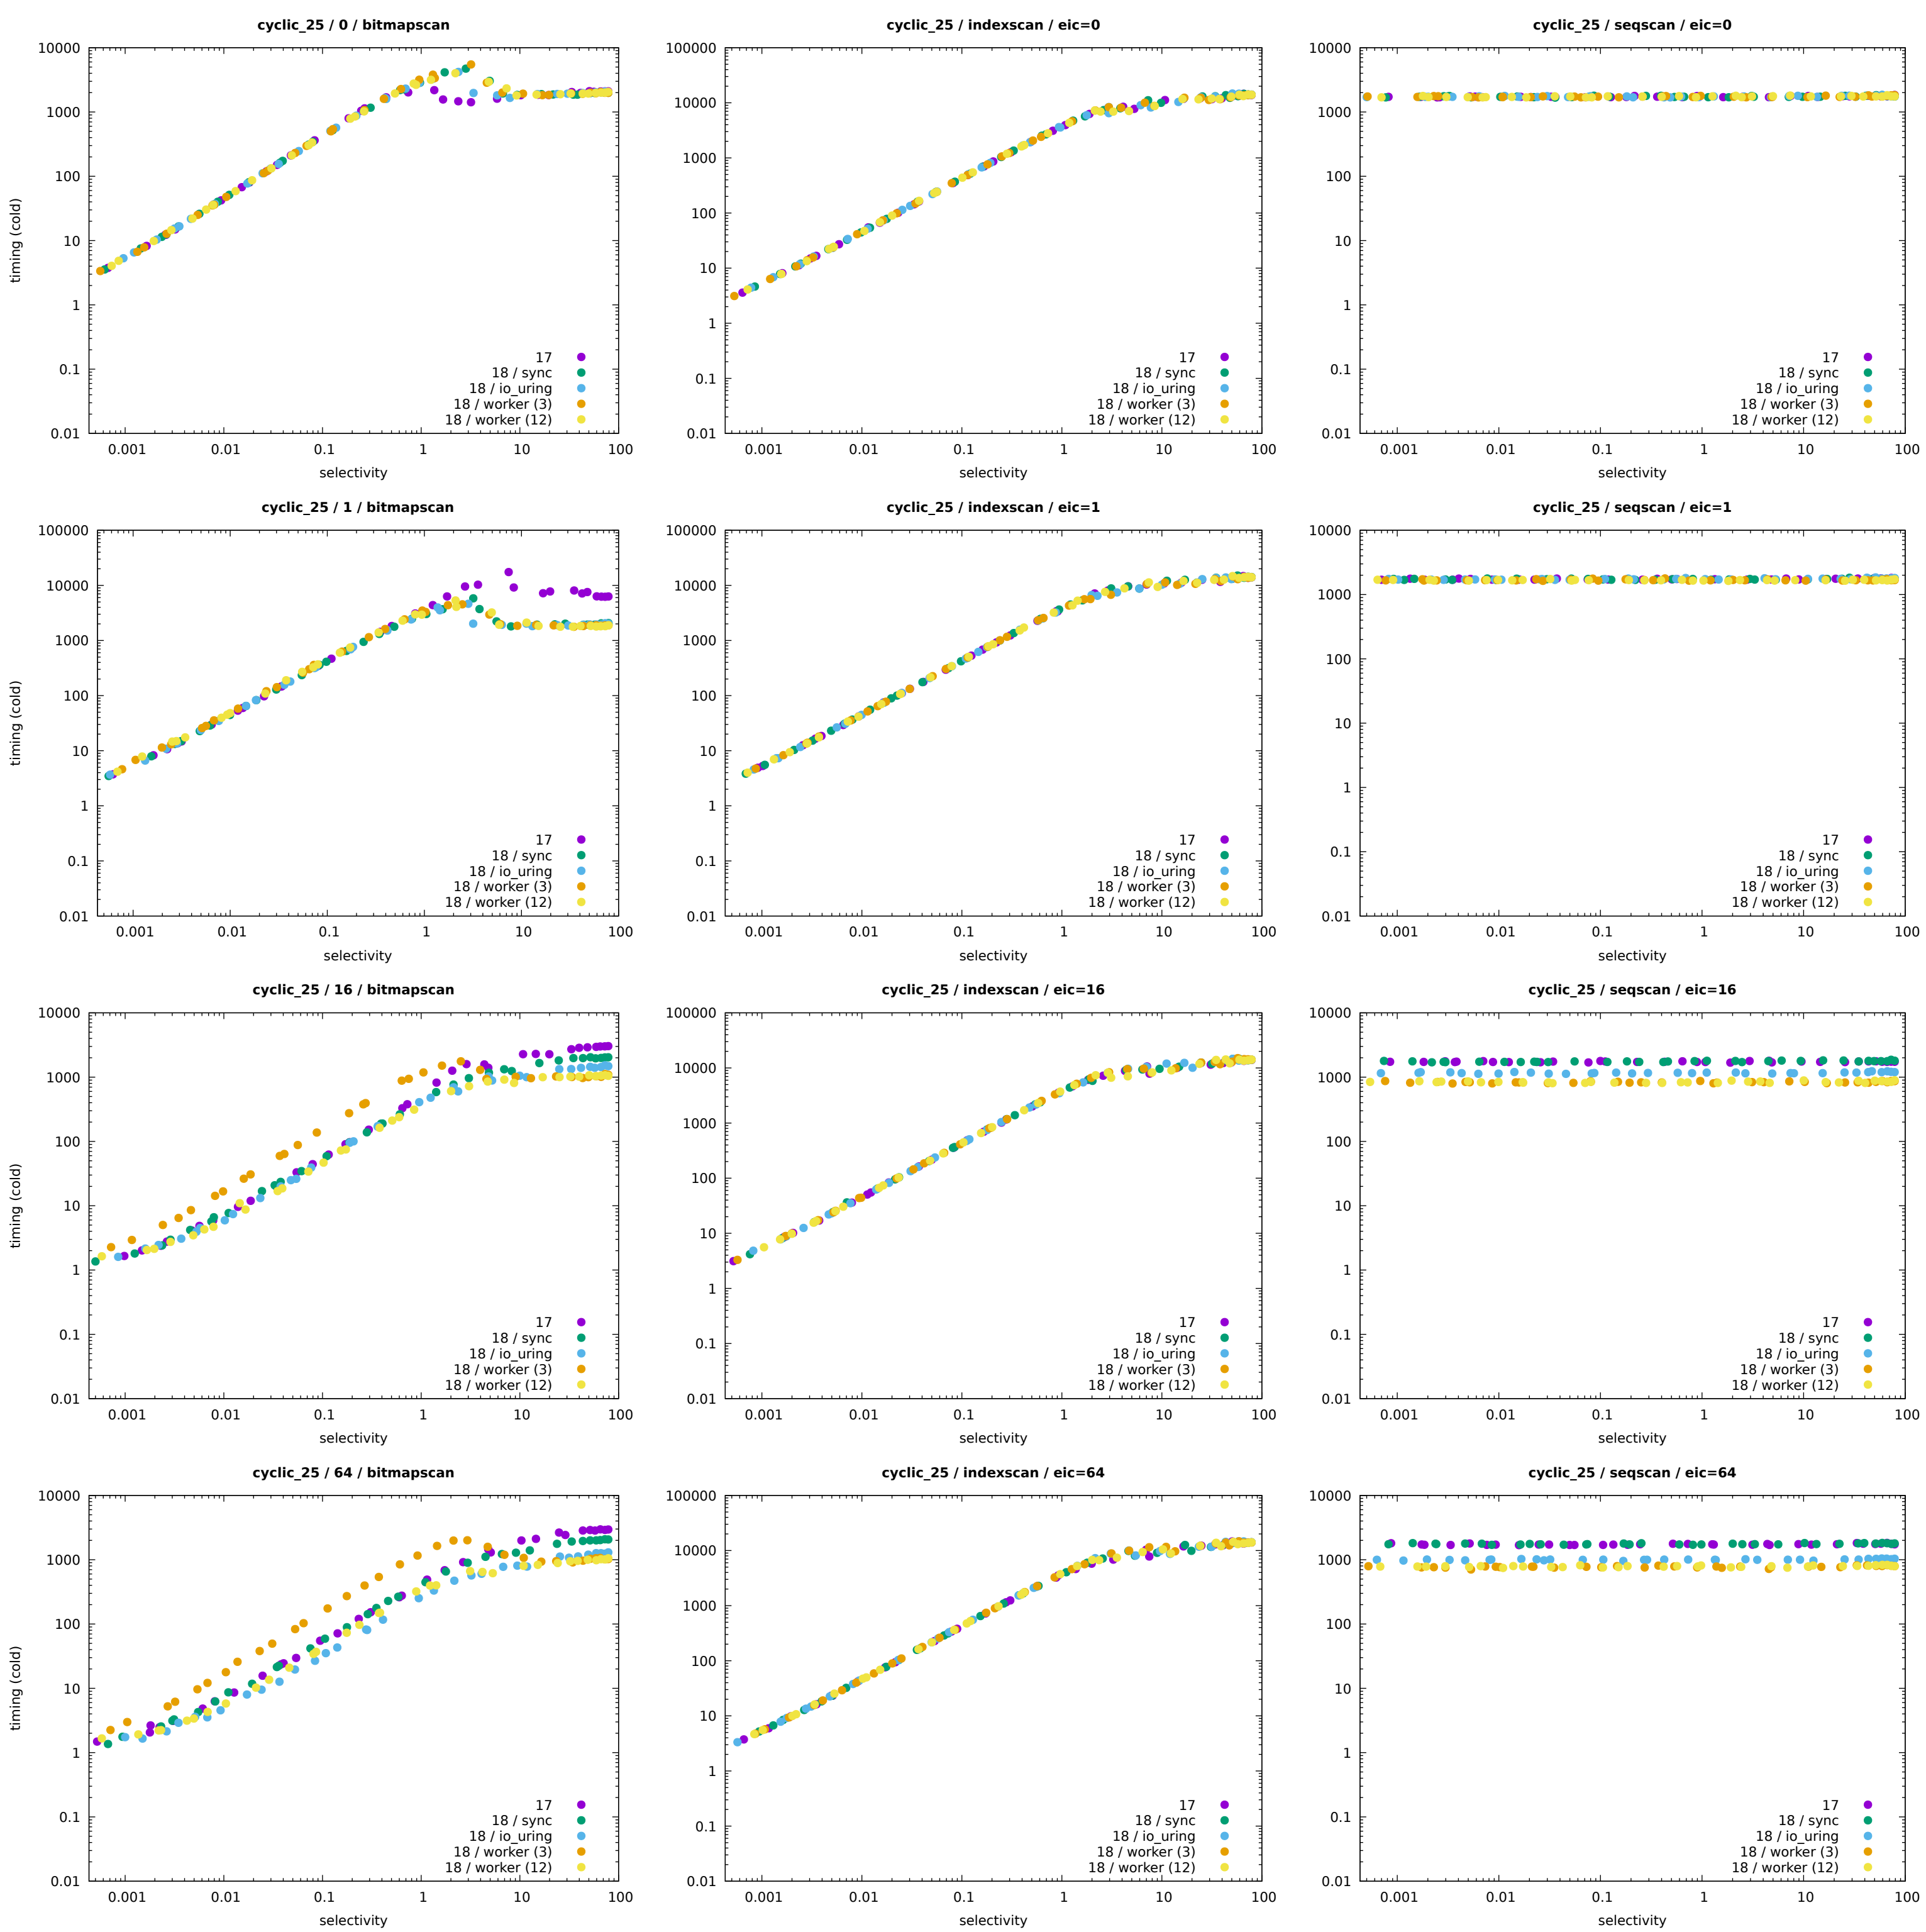 cyclic_25 / 0 / bitmapscan
10000
1000
100
10
1
0.1
0.01
timing (cold)
0.001 0.01 0.1 1 10 100
selectivity
17
18 / sync
18 / io_uring
18 / worker (3)
18 / worker (12)
cyclic_25 / indexscan / eic=0
100000
10000
1000
100
10
1
0.1
0.01
0.001 0.01 0.1 1 10 100
selectivity
17
18 / sync
18 / io_uring
18 / worker (3)
18 / worker (12)
cyclic_25 / seqscan / eic=0
10000
1000
100
10
1
0.1
0.01
0.001 0.01 0.1 1 10 100
selectivity
17
18 / sync
18 / io_uring
18 / worker (3)
18 / worker (12)
cyclic_25 / 1 / bitmapscan
100000
10000
1000
100
10
1
0.1
0.01
timing (cold)
0.001 0.01 0.1 1 10 100
selectivity
17
18 / sync
18 / io_uring
18 / worker (3)
18 / worker (12)
cyclic_25 / indexscan / eic=1
100000
10000
1000
100
10
1
0.1
0.01
0.001 0.01 0.1 1 10 100
selectivity
17
18 / sync
18 / io_uring
18 / worker (3)
18 / worker (12)
cyclic_25 / seqscan / eic=1
10000
1000
100
10
1
0.1
0.01
0.001 0.01 0.1 1 10 100
selectivity
17
18 / sync
18 / io_uring
18 / worker (3)
18 / worker (12)
cyclic_25 / 16 / bitmapscan
10000
1000
100
10
1
0.1
0.01
timing (cold)
0.001 0.01 0.1 1 10 100
selectivity
17
18 / sync
18 / io_uring
18 / worker (3)
18 / worker (12)
cyclic_25 / indexscan / eic=16
100000
10000
1000
100
10
1
0.1
0.01
0.001 0.01 0.1 1 10 100
selectivity
17
18 / sync
18 / io_uring
18 / worker (3)
18 / worker (12)
cyclic_25 / seqscan / eic=16
10000
1000
100
10
1
0.1
0.01
0.001 0.01 0.1 1 10 100
selectivity
17
18 / sync
18 / io_uring
18 / worker (3)
18 / worker (12)
cyclic_25 / 64 / bitmapscan
10000
1000
100
10
1
0.1
0.01
timing (cold)
0.001 0.01 0.1 1 10 100
selectivity
17
18 / sync
18 / io_uring
18 / worker (3)
18 / worker (12)
cyclic_25 / indexscan / eic=64
100000
10000
1000
100
10
1
0.1
0.01
0.001 0.01 0.1 1 10 100
selectivity
17
18 / sync
18 / io_uring
18 / worker (3)
18 / worker (12)
cyclic_25 / seqscan / eic=64
10000
1000
100
10
1
0.1
0.01
0.001 0.01 0.1 1 10 100
selectivity
17
18 / sync
18 / io_uring
18 / worker (3)
18 / worker (12)